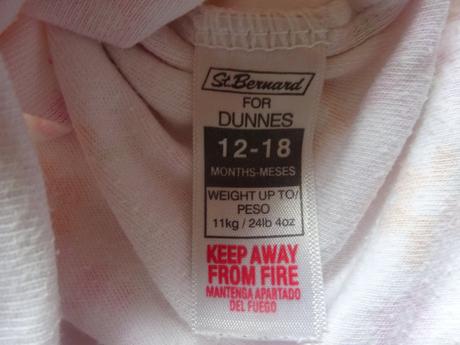 St. Bernard
FOR
DUNNES
12-18
MONTHS-MESES
WEIGHT UP TO/
PESO
11kg / 24lb 4oz
KEEP AWAY
FROM FIRE
MANTENGA APARTADO
DEL FUEGO